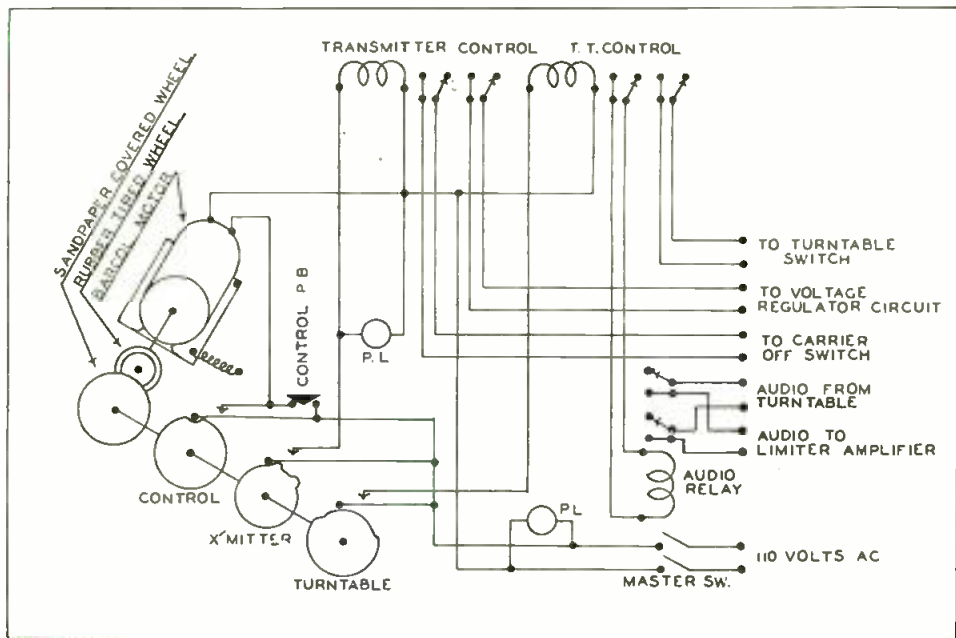 TRANSMITTER CONTROL
T.T. CONTROL
SANDPAPER COVERED WHEEL
RUBBER TIRED WHEEL
BARCOL MOTOR
CONTROL PB
P.L
TO TURNTABLE
SWITCH
TO VOLTAGE
REGULATOR CIRCUIT
TO CARRIER
OFF SWITCH
AUDIO FROM
TURNTABLE
AUDIO TO
LIMITER AMPLIFIER
AUDIO
RELAY
CONTROL
X'MITTER
TURNTABLE
PL
MASTER SW.
110 VOLTS AC